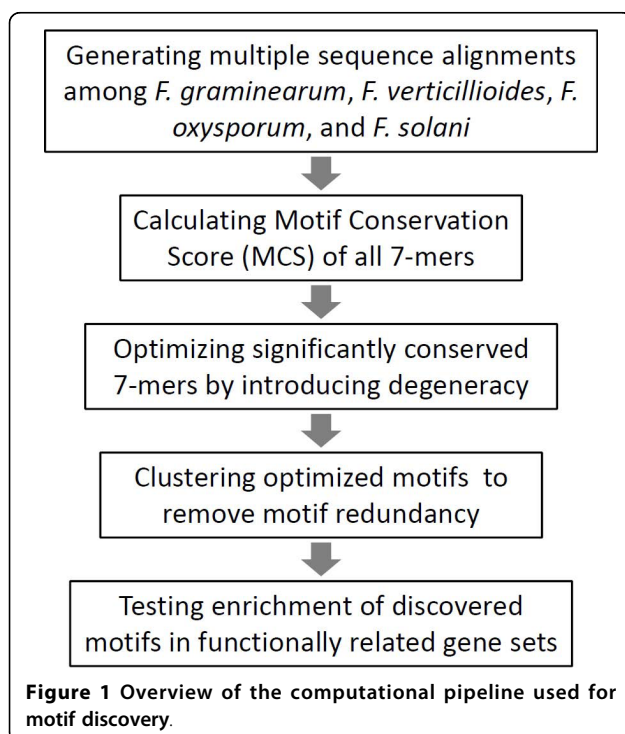 Generating multiple sequence alignments
among F. graminearum, F. verticillioides, F.
oxysporum, and F. solani
Calculating Motif Conservation
Score (MCS) of all 7-mers
Optimizing significantly conserved
7-mers by introducing degeneracy
Clustering optimized motifs to
remove motif redundancy
Testing enrichment of discovered
motifs in functionally related gene sets
Figure 1 Overview of the computational pipeline used for
motif discovery.